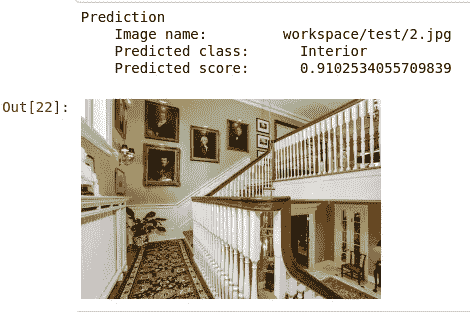 Prediction
Image name: workspace/test/2.jpg
Predicted class: Interior
Predicted score: 0.9102534055709839
Out[22]: